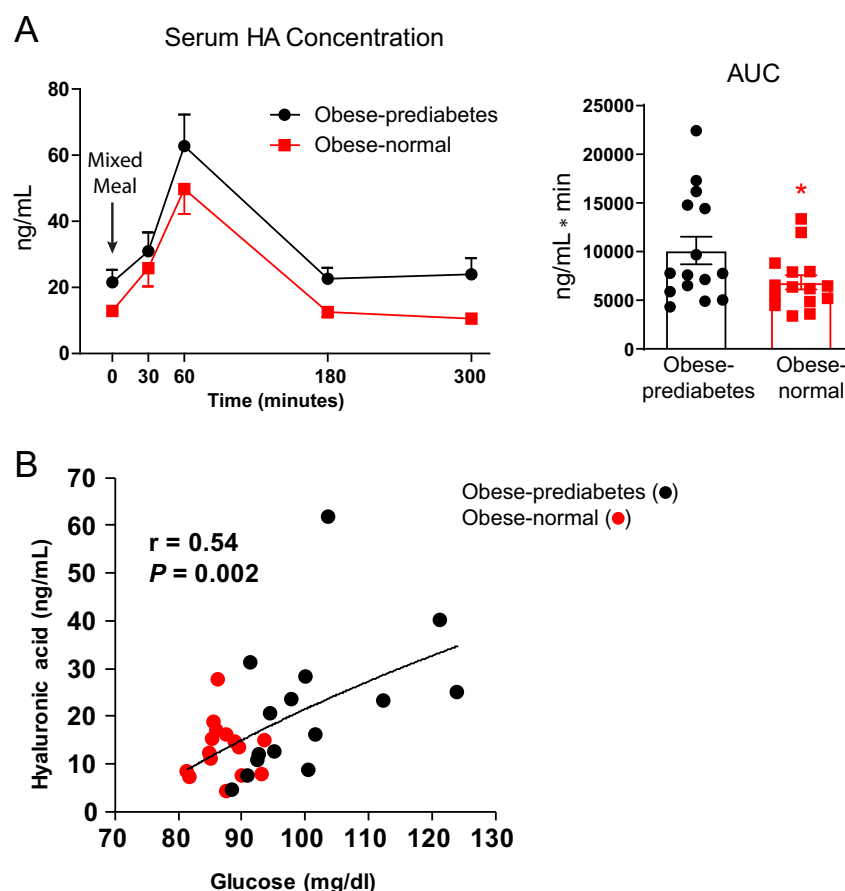 A
Serum HA Concentration
80
60
40
20
0
ng/mL
Mixed
Meal
Obese-prediabetes
Obese-normal
0 30 60 180 300
Time (minutes)
AUC
25000
20000
15000
10000
5000
0
ng/mL * min
*
Obese-
prediabetes
Obese-
normal
B
70
60
50
40
30
20
10
0
Hyaluronic acid (ng/mL)
r = 0.54
P = 0.002
Obese-prediabetes (●)
Obese-normal (●)
70 80 90 100 110 120 130
Glucose (mg/dl)